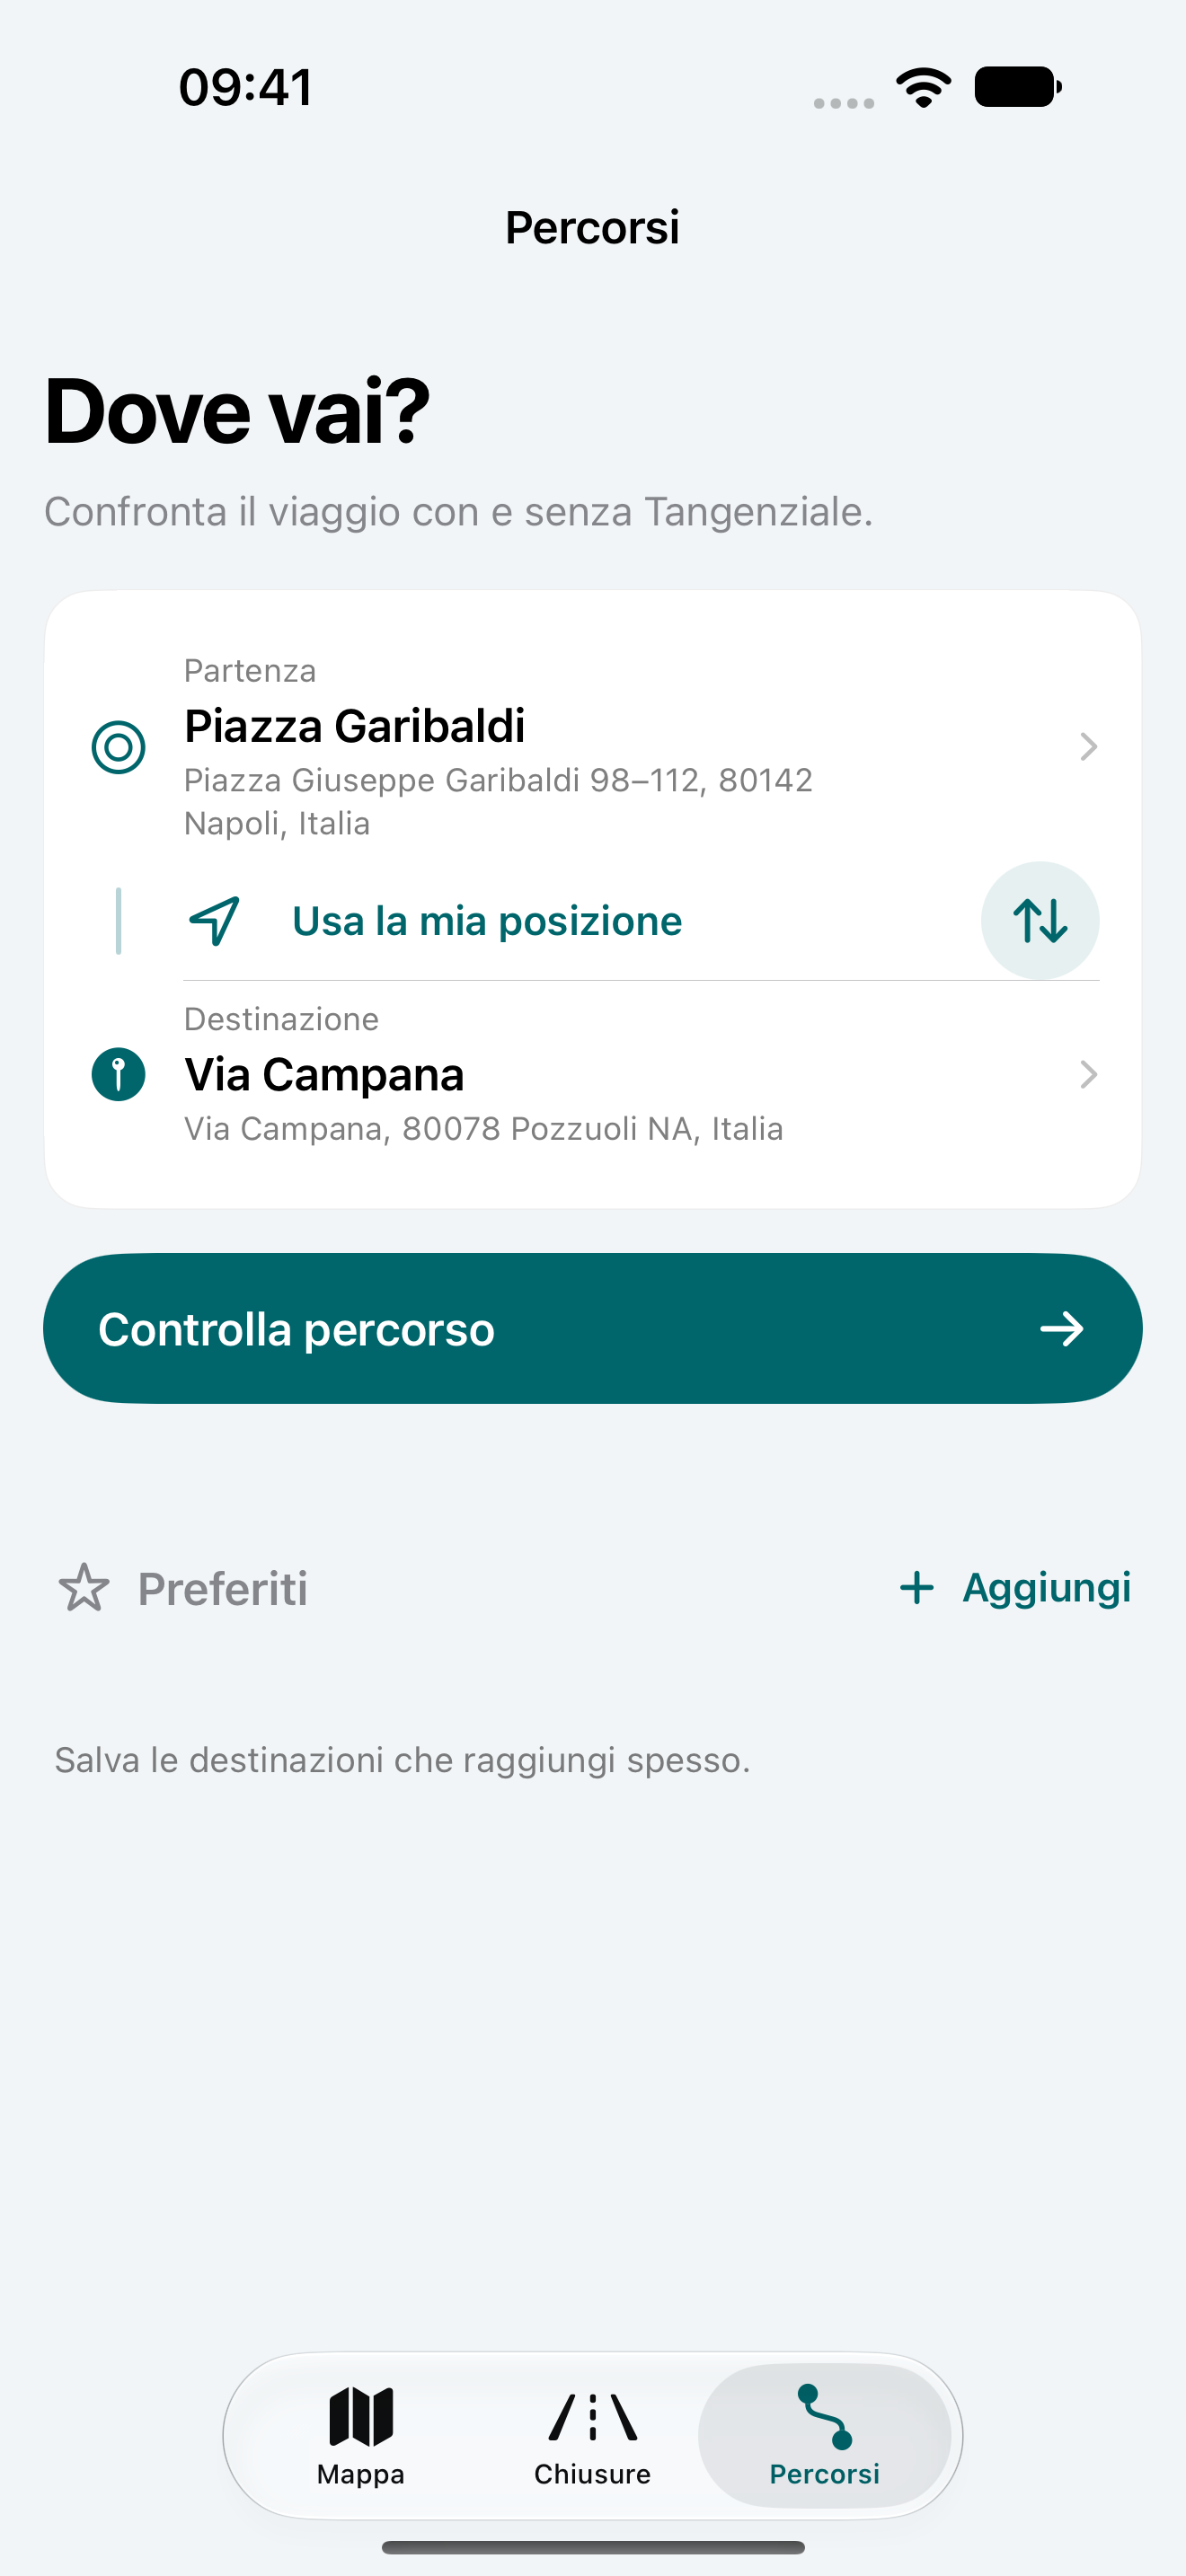 09:41
Percorsi
Dove vai?
Confronta il viaggio con e senza Tangenziale.
Partenza
Piazza Garibaldi
Piazza Giuseppe Garibaldi 98–112, 80142
Napoli, Italia
Usa la mia posizione
Destinazione
Via Campana
Via Campana, 80078 Pozzuoli NA, Italia
Controlla percorso
Preferiti
Aggiungi
Salva le destinazioni che raggiungi spesso.
Mappa
Chiusure
Percorsi